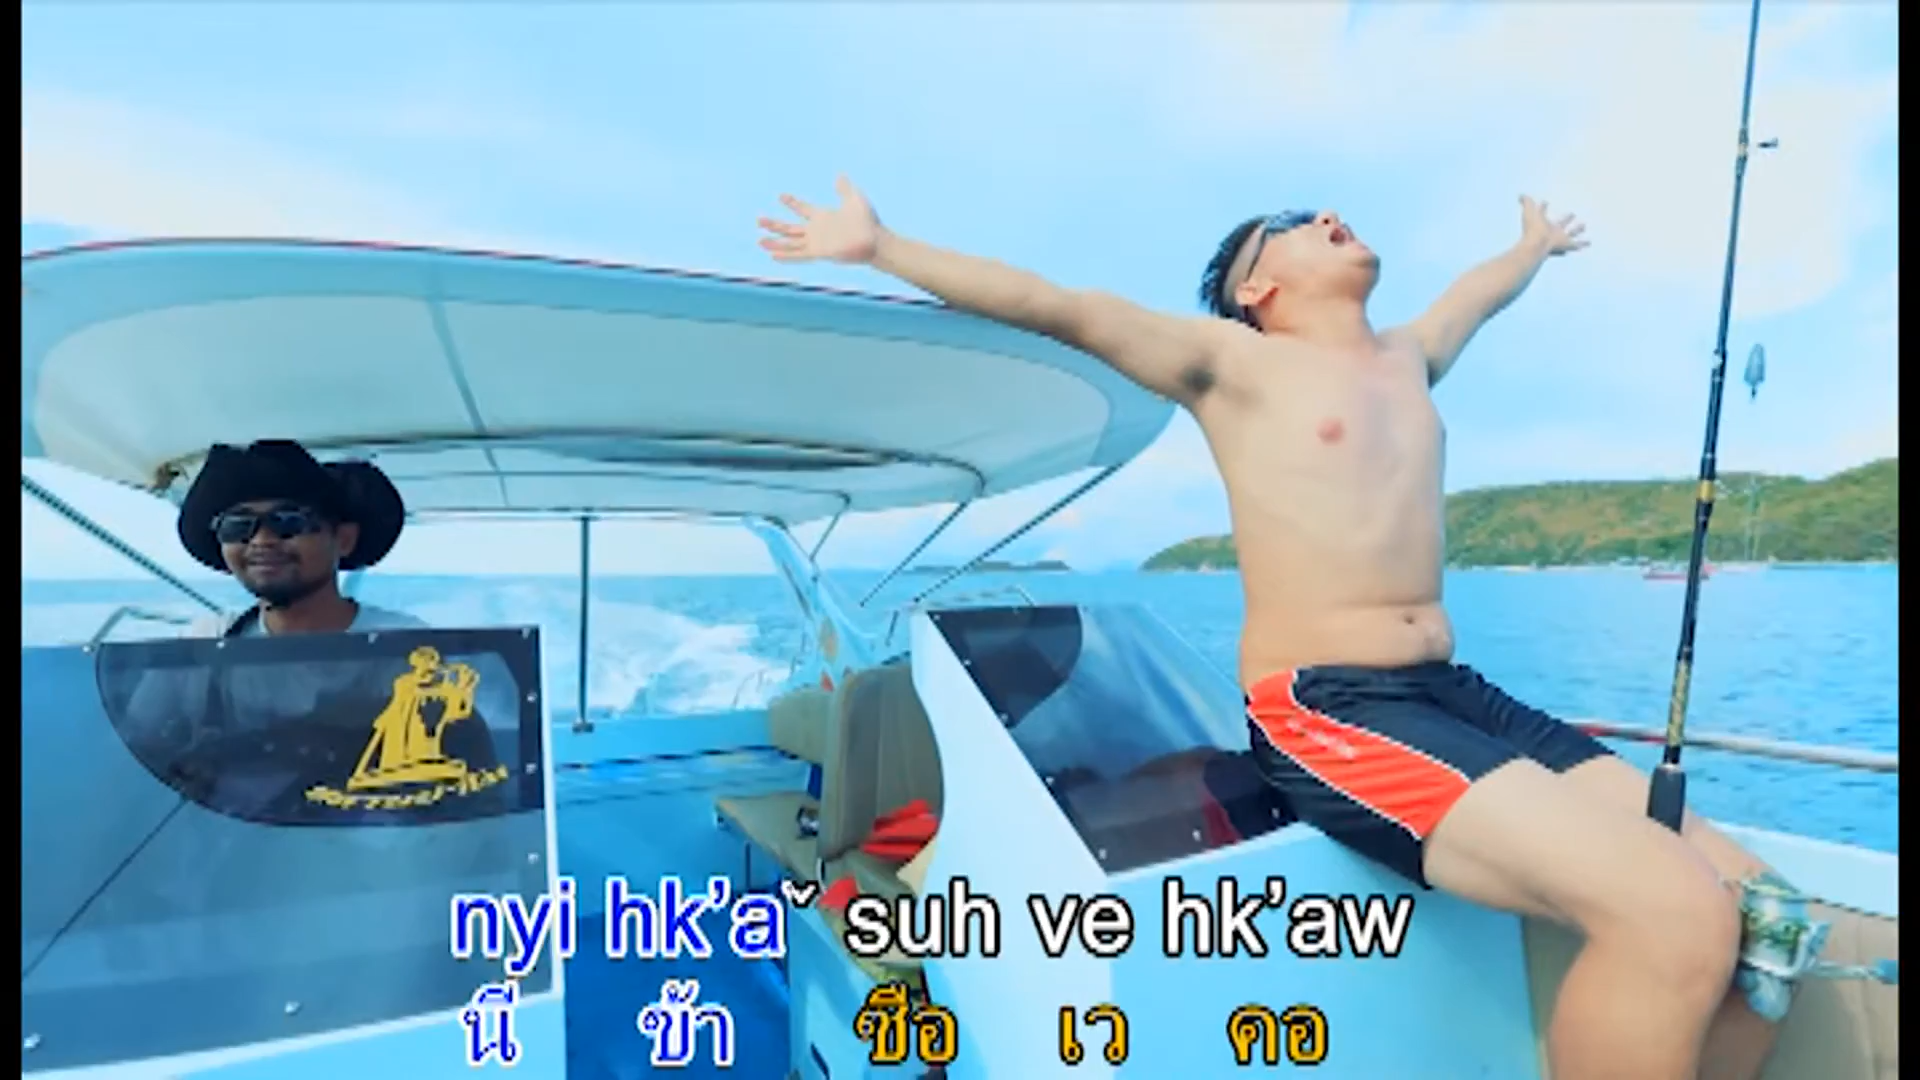 nyi hk'aˇ suh ve hk'aw
นี ข้า ซือ เว คอ